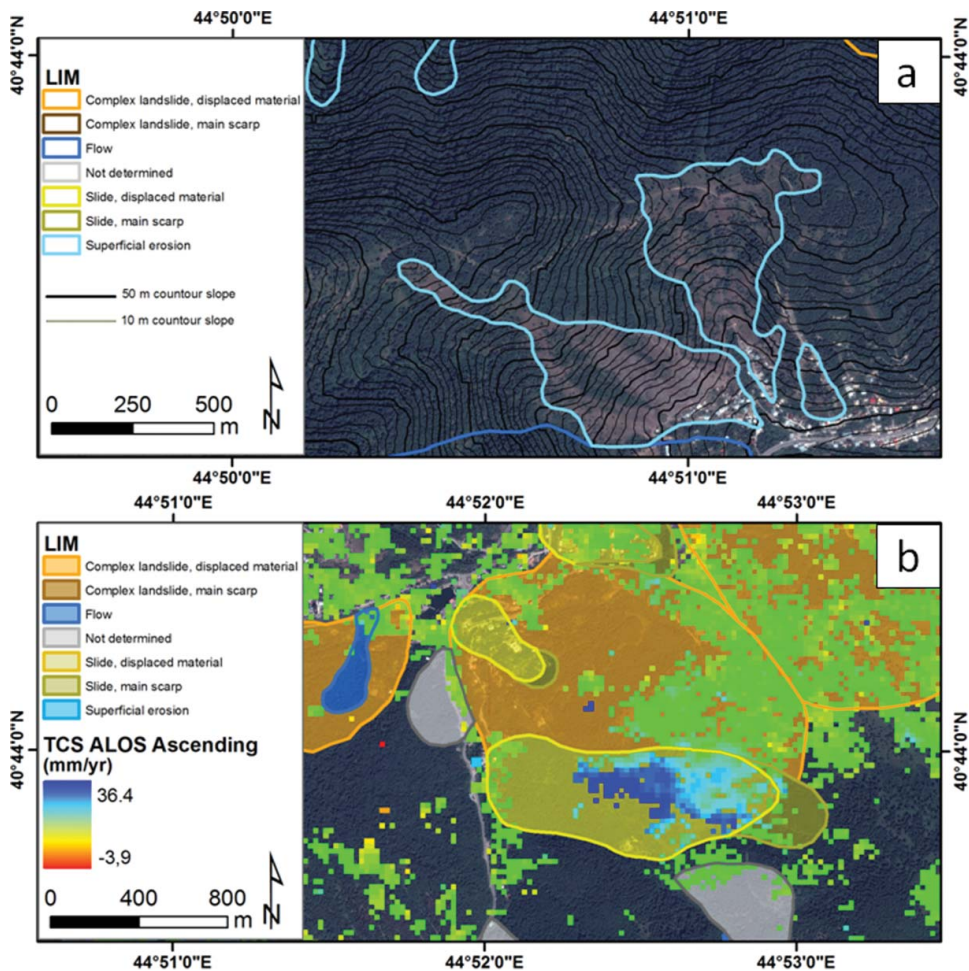 44°50'0"E 44°51'0"E
40°44'0"N 40°44'0"N
a
LIM
Complex landslide, displaced material
Complex landslide, main scarp
Flow
Not determined
Slide, displaced material
Slide, main scarp
Superficial erosion
50 m countour slope
10 m countour slope
0 250 500
m
N
44°50'0"E 44°51'0"E
44°51'0"E 44°52'0"E 44°53'0"E
b
LIM
Complex landslide, displaced material
Complex landslide, main scarp
Flow
Not determined
Slide, displaced material
Slide, main scarp
Superficial erosion
40°44'0"N 40°44'0"N
TCS ALOS Ascending
(mm/yr)
36.4
-3,9
0 400 800
m
N
44°51'0"E 44°52'0"E 44°53'0"E